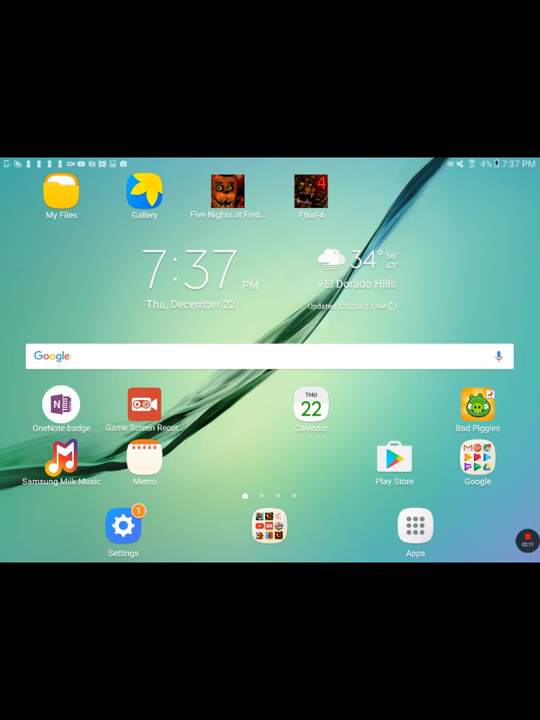 4% 7:37 PM
4
My Files
Gallery
Five Nights at Fred...
FNaF4
7:37 PM
34° 56°
43°
Thu, December 22
El Dorado Hills
Updated 12/22 8:13 AM
Google
THU
22
OneNote badge
Game Screen Recor...
Calendar
Bad Piggies
Samsung Milk Music
Memo
Play Store
Google
1
Settings
Apps
02:11